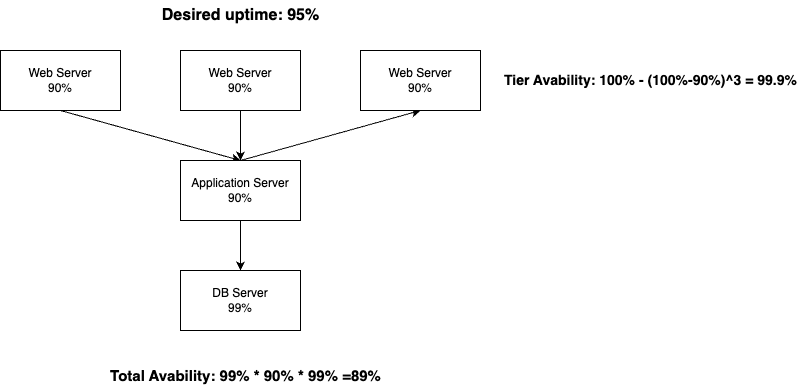 Desired uptime: 95%
Web Server
90%
Web Server
90%
Web Server
90%
Tier Avability: 100% - (100%-90%)^3 = 99.9%
Application Server
90%
DB Server
99%
Total Avability: 99% * 90% * 99% =89%